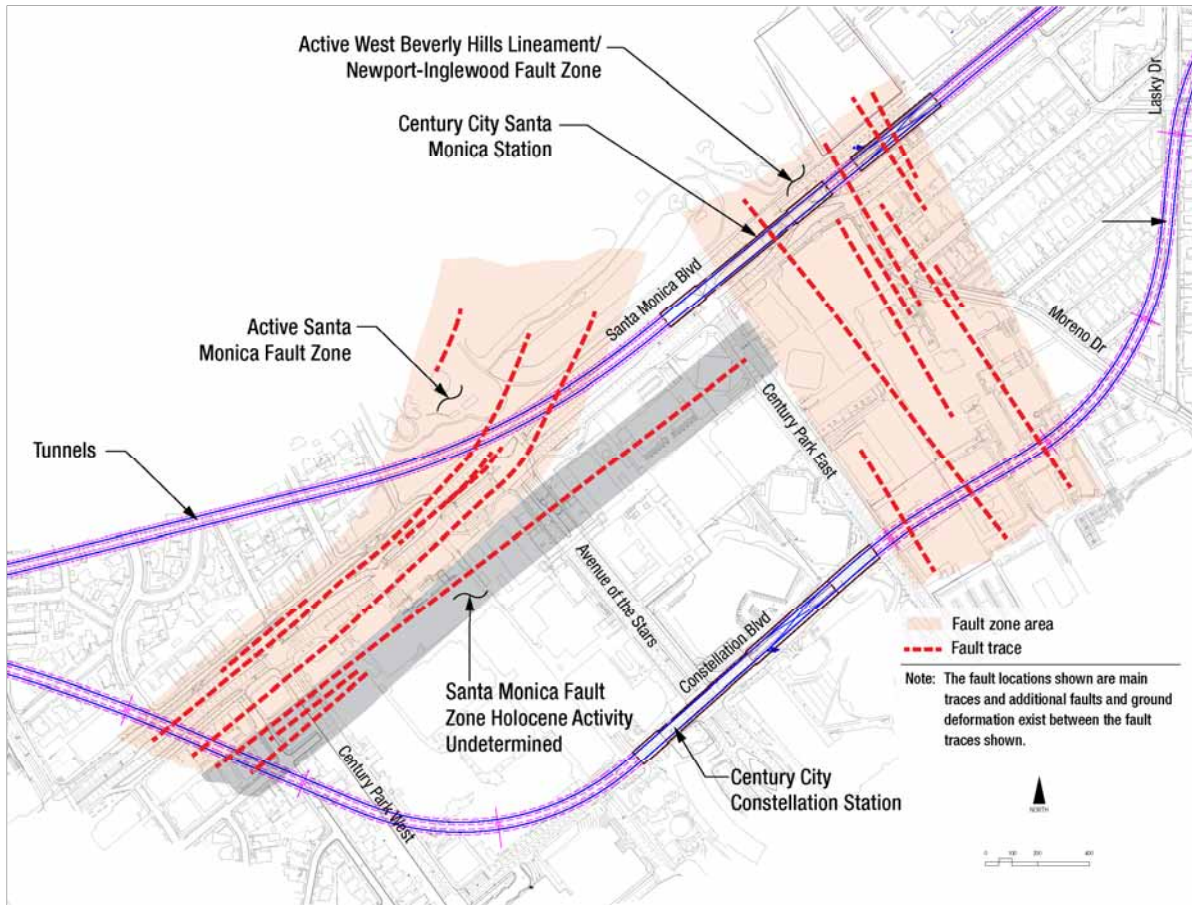 Active West Beverly Hills Lineament/
Newport-Inglewood Fault Zone
Century City Santa
Monica Station
Lasky Dr
Santa Monica Blvd
Moreno Dr
Active Santa
Monica Fault Zone
Century Park East
Tunnels
Avenue of the Stars
Constellation Blvd
Santa Monica Fault
Zone Holocene Activity
Undetermined
Century Park West
Century City
Constellation Station
Fault zone area
Fault trace
Note: The fault locations shown are main
traces and additional faults and ground
deformation exist between the fault
traces shown.
NORTH
0 100 200 400